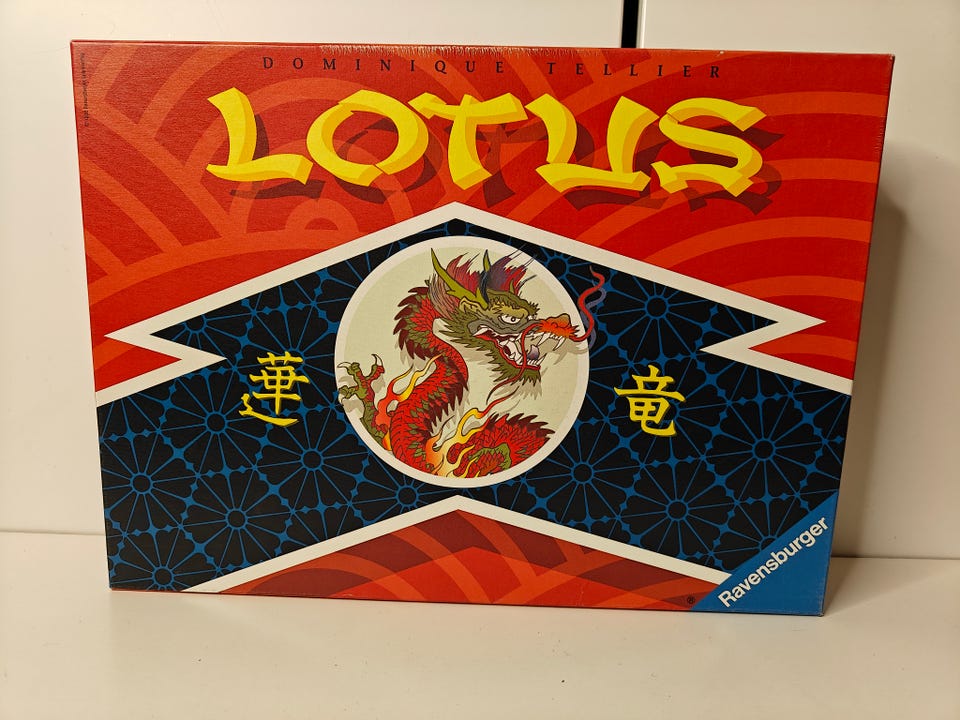 DOMINIQUE TELLIER
LOTUS
蓮
竜
Ravensburger
®